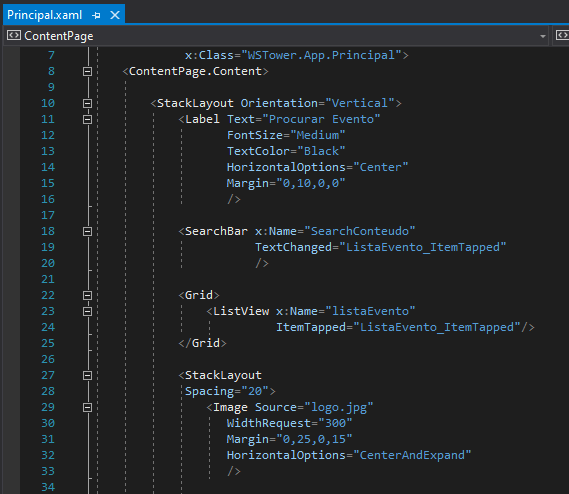 Principal.xaml
ContentPage
7 x:Class="WSTower.App.Principal">
8 <ContentPage.Content>
9
10 <StackLayout Orientation="Vertical">
11 <Label Text="Procurar Evento"
12 FontSize="Medium"
13 TextColor="Black"
14 HorizontalOptions="Center"
15 Margin="0,10,0,0"
16 />
17
18 <SearchBar x:Name="SearchConteudo"
19 TextChanged="ListaEvento_ItemTapped"
20 />
21
22 <Grid>
23 <ListView x:Name="listaEvento"
24 ItemTapped="ListaEvento_ItemTapped"/>
25 </Grid>
26
27 <StackLayout
28 Spacing="20">
29 <Image Source="logo.jpg"
30 WidthRequest="300"
31 Margin="0,25,0,15"
32 HorizontalOptions="CenterAndExpand"
33 />
34